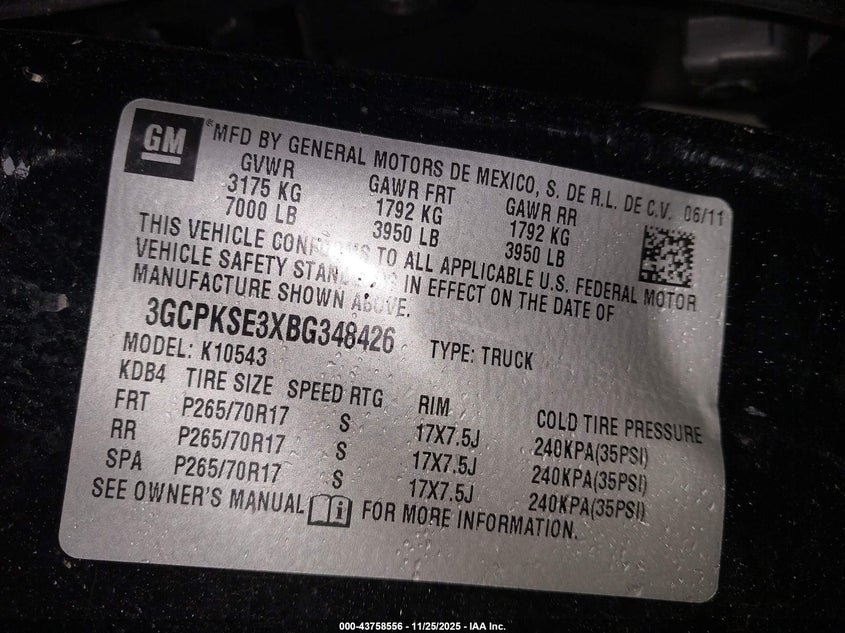 GM ®MFD BY GENERAL MOTORS DE MEXICO, S. DE R.L. DE C.V. 06/11
GVWR GAWR FRT GAWR RR
3175 KG 1792 KG 1792 KG
7000 LB 3950 LB 3950 LB
THIS VEHICLE TO ALL APPLICABLE U.S. FEDERAL MOTOR
VEHICLE SAFETY IN EFFECT ON THE DATE OF
MANUFACTURE SHOWN ABOVE.
3GCPKSE3XBG348426 TYPE: TRUCK
MODEL: K10543
KDB4 TIRE SIZE SPEED RTG RIM COLD TIRE PRESSURE
FRT P265/70R17 S 17X7.5J 240KPA(35PSI)
RR P265/70R17 S 17X7.5J 240KPA(35PSI)
SPA P265/70R17 S 17X7.5J 240KPA(35PSI)
SEE OWNER'S MANUAL i FOR MORE INFORMATION.
000-43758556 - 11/25/2025 - IAA Inc.